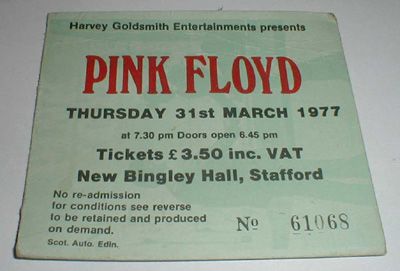 Harvey Goldsmith Entertainments presents
PINK FLOYD
THURSDAY 31st MARCH 1977
at 7.30 pm Doors open 6.45 pm
Tickets £3.50 inc. VAT
New Bingley Hall, Stafford
No re-admission
for conditions see reverse
to be retained and produced
on demand.
Nº 61068
Scot. Auto. Edin.